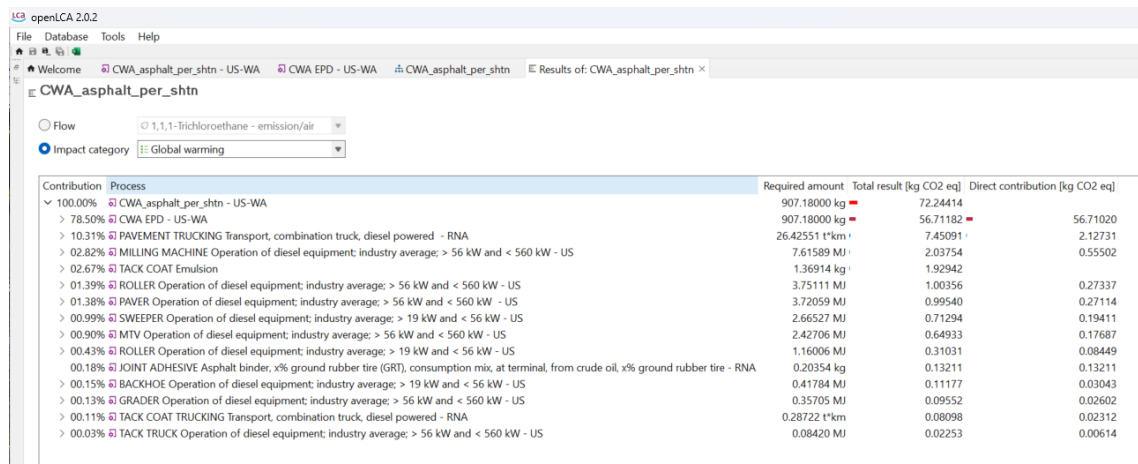 LCA openLCA 2.0.2
File Database Tools Help
Welcome CWA_asphalt_per_shtn - US-WA CWA EPD - US-WA CWA_asphalt_per_shtn Results of: CWA_asphalt_per_shtn ×
CWA_asphalt_per_shtn
Flow 1,1,1-Trichloroethane - emission/air
Impact category Global warming
Contribution Process Required amount Total result [kg CO2 eq] Direct contribution [kg CO2 eq]
100.00% CWA_asphalt_per_shtn - US-WA 907.18000 kg 72.24414
78.50% CWA EPD - US-WA 907.18000 kg 56.71182 56.71020
10.31% PAVEMENT TRUCKING Transport, combination truck, diesel powered - RNA 26.42551 t*km 7.45091 2.12731
02.82% MILLING MACHINE Operation of diesel equipment; industry average; > 56 kW and < 560 kW - US 7.61589 MJ 2.03754 0.55502
02.67% TACK COAT Emulsion 1.36914 kg 1.92942
01.39% ROLLER Operation of diesel equipment; industry average; > 56 kW and < 560 kW - US 3.75111 MJ 1.00356 0.27337
01.38% PAVER Operation of diesel equipment; industry average; > 56 kW and < 560 kW - US 3.72059 MJ 0.99540 0.27114
00.99% SWEEPER Operation of diesel equipment; industry average; > 19 kW and < 56 kW - US 2.66527 MJ 0.71294 0.19411
00.90% MTV Operation of diesel equipment; industry average; > 56 kW and < 560 kW - US 2.42706 MJ 0.64933 0.17687
00.43% ROLLER Operation of diesel equipment; industry average; > 19 kW and < 56 kW - US 1.16006 MJ 0.31031 0.08449
00.18% JOINT ADHESIVE Asphalt binder, x% ground rubber tire (GRT), consumption mix, at terminal, from crude oil, x% ground rubber tire - RNA 0.20354 kg 0.13211 0.13211
00.15% BACKHOE Operation of diesel equipment; industry average; > 19 kW and < 56 kW - US 0.41784 MJ 0.11177 0.03043
00.13% GRADER Operation of diesel equipment; industry average; > 56 kW and < 560 kW - US 0.35705 MJ 0.09552 0.02602
00.11% TACK COAT TRUCKING Transport, combination truck, diesel powered - RNA 0.28722 t*km 0.08098 0.02312
00.03% TACK TRUCK Operation of diesel equipment; industry average; > 56 kW and < 560 kW - US 0.08420 MJ 0.02253 0.00614